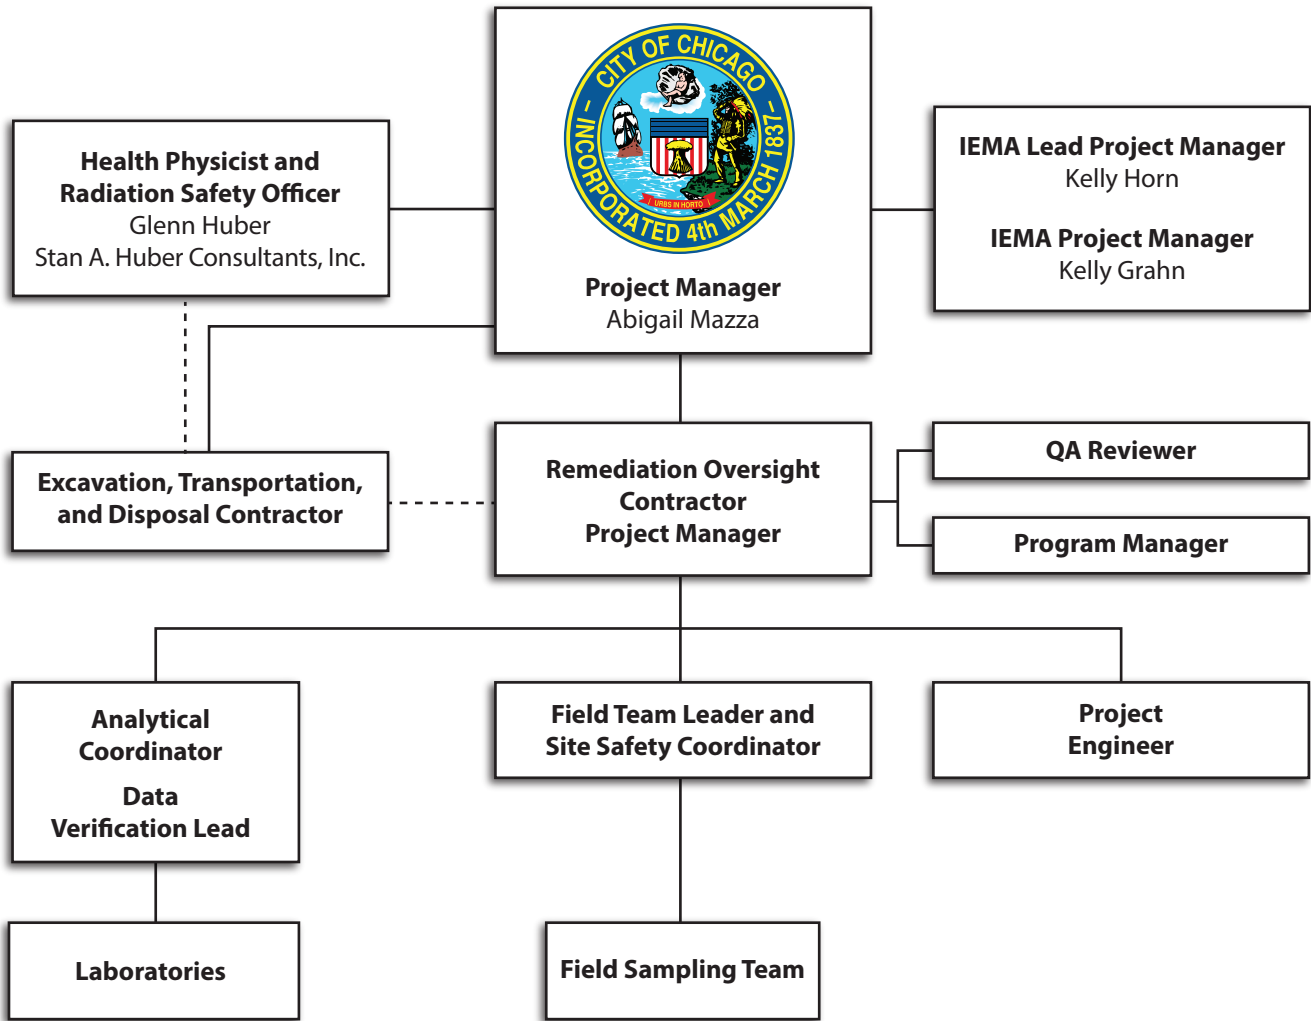 CITY OF CHICAGO
INCORPORATED 4th MARCH 1837
URBS IN HORTO
Project Manager
Abigail Mazza
Health Physicist and
Radiation Safety Officer
Glenn Huber
Stan A. Huber Consultants, Inc.
IEMA Lead Project Manager
Kelly Horn
IEMA Project Manager
Kelly Grahn
Excavation, Transportation,
and Disposal Contractor
Remediation Oversight
Contractor
Project Manager
QA Reviewer
Program Manager
Analytical
Coordinator
Data
Verification Lead
Field Team Leader and
Site Safety Coordinator
Project
Engineer
Laboratories
Field Sampling Team